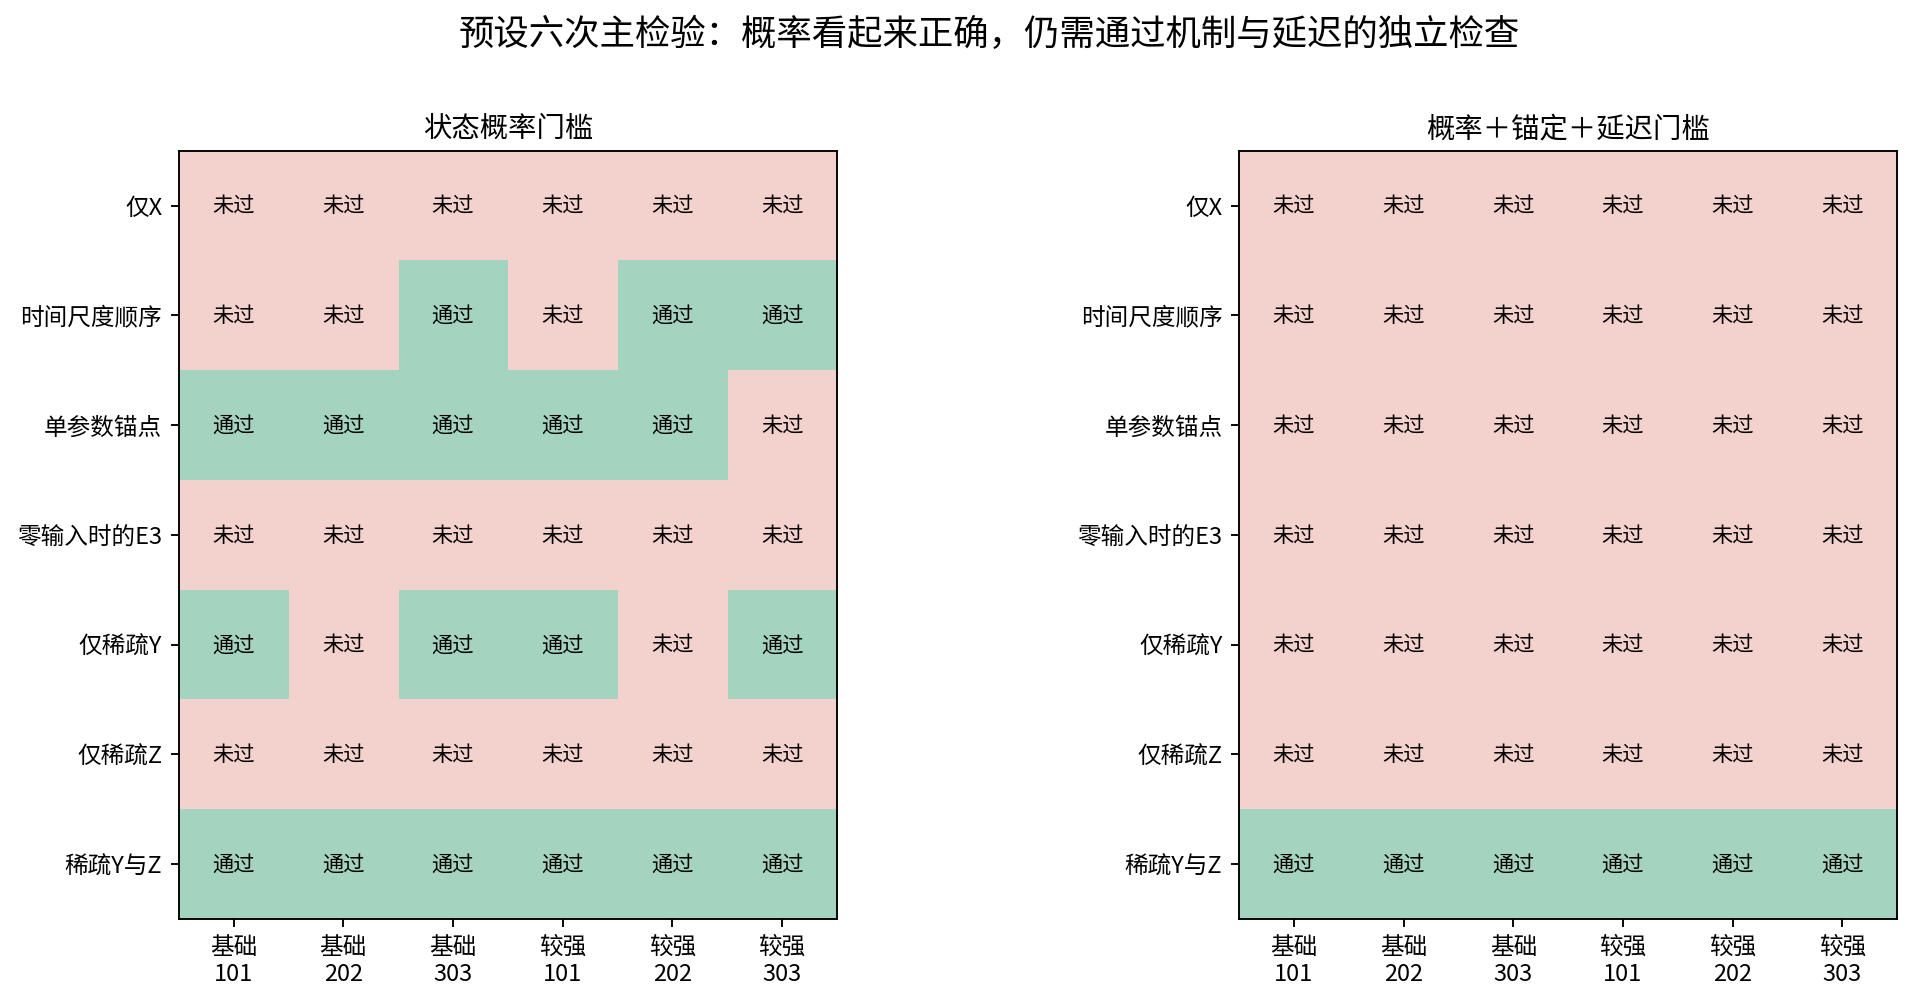 预设六次主检验：概率看起来正确，仍需通过机制与延迟的独立检查
状态概率门槛
仅X 未过 未过 未过 未过 未过 未过
时间尺度顺序 未过 未过 通过 未过 通过 通过
单参数锚点 通过 通过 通过 通过 通过 未过
零输入时的E3 未过 未过 未过 未过 未过 未过
仅稀疏Y 通过 未过 通过 通过 未过 通过
仅稀疏Z 未过 未过 未过 未过 未过 未过
稀疏Y与Z 通过 通过 通过 通过 通过 通过
基础 基础 基础 较强 较强 较强
101 202 303 101 202 303
概率＋锚定＋延迟门槛
仅X 未过 未过 未过 未过 未过 未过
时间尺度顺序 未过 未过 未过 未过 未过 未过
单参数锚点 未过 未过 未过 未过 未过 未过
零输入时的E3 未过 未过 未过 未过 未过 未过
仅稀疏Y 未过 未过 未过 未过 未过 未过
仅稀疏Z 未过 未过 未过 未过 未过 未过
稀疏Y与Z 通过 通过 通过 通过 通过 通过
基础 基础 基础 较强 较强 较强
101 202 303 101 202 303